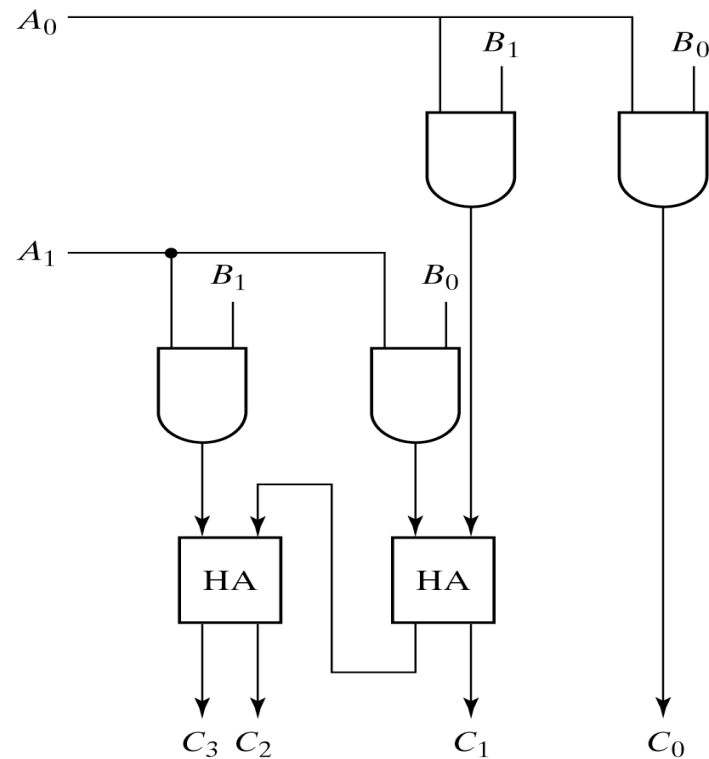 A₀
B₁ B₀
A₁
B₁ B₀
HA HA
C₃ C₂ C₁ C₀